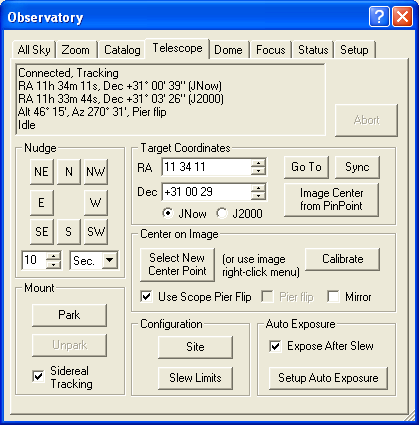 Observatory
All Sky Zoom Catalog Telescope Dome Focus Status Setup
Connected, Tracking
RA 11h 34m 11s, Dec +31° 00' 39" (JNow)
RA 11h 33m 44s, Dec +31° 03' 26" (J2000)
Alt 46° 15', Az 270° 31', Pier flip
Idle
Abort
Nudge
NE N NW
E W
SE S SW
10 Sec.
Target Coordinates
RA 11 34 11 Go To Sync
Dec +31 00 29
Image Center
from PinPoint
JNow J2000
Center on Image
Select New
Center Point
(or use image
right-click menu)
Calibrate
Use Scope Pier Flip Pier flip Mirror
Mount
Park
Unpark
Sidereal
Tracking
Configuration
Site
Slew Limits
Auto Exposure
Expose After Slew
Setup Auto Exposure